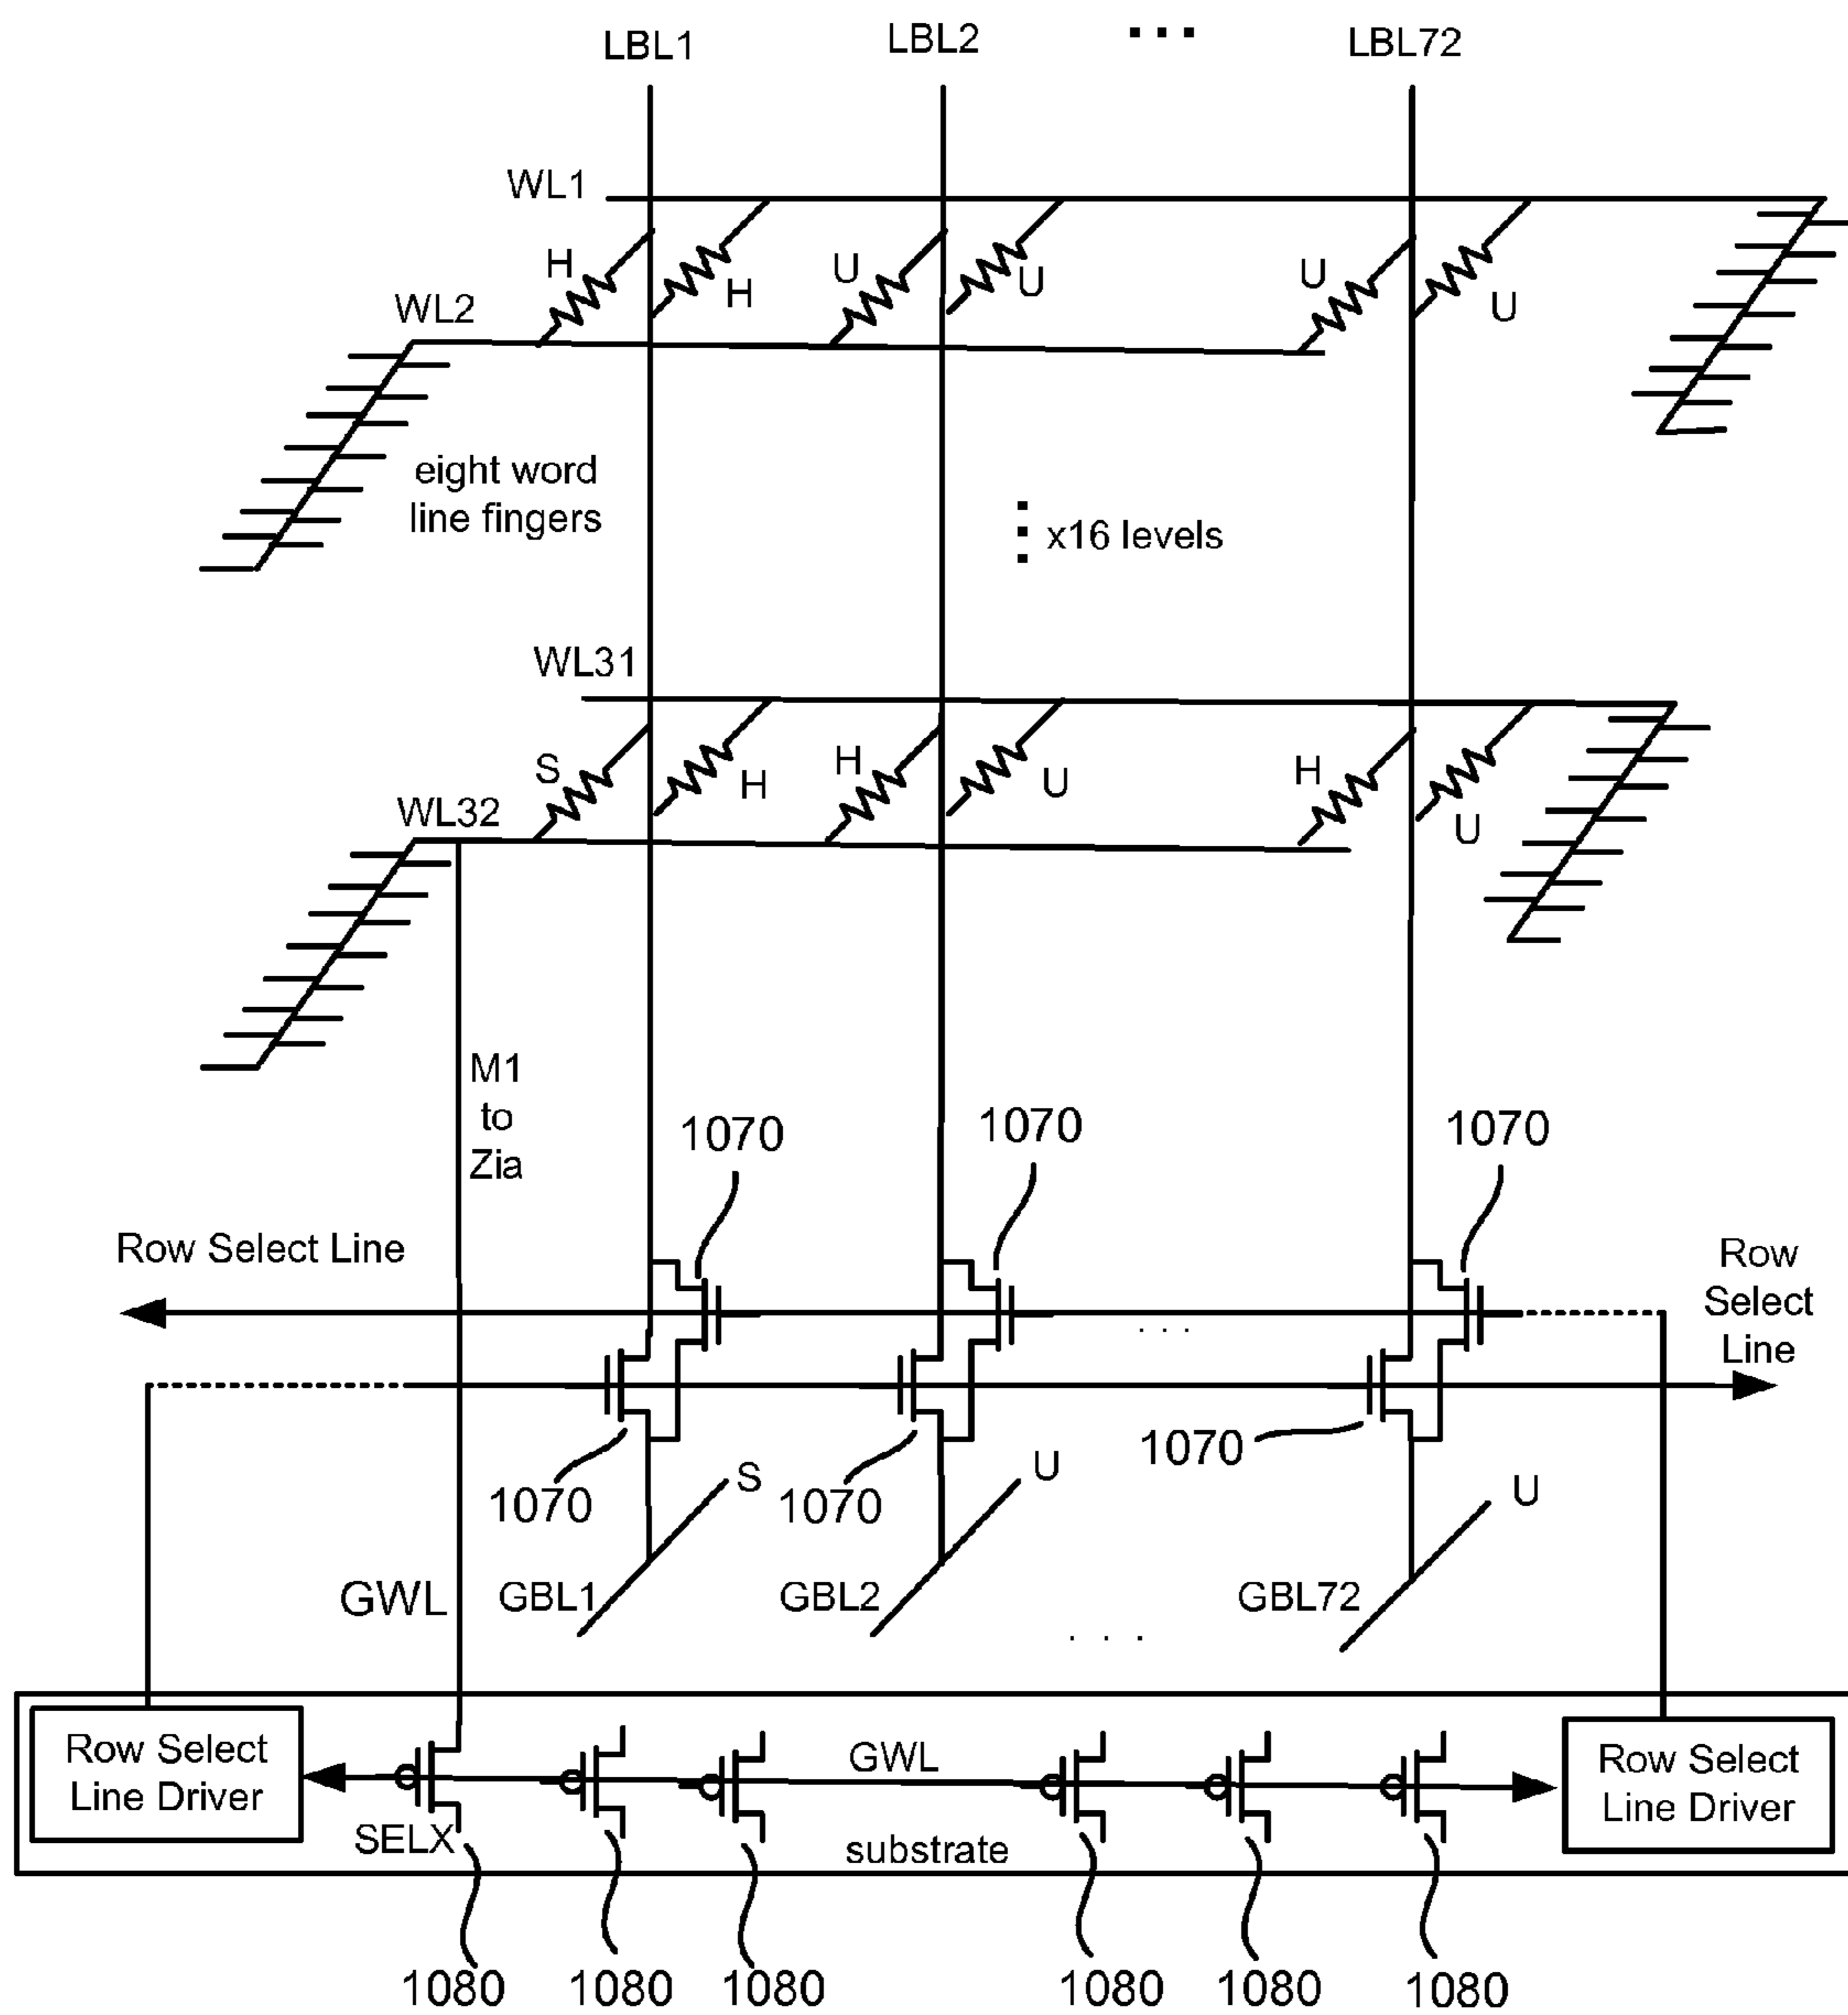 LBL1
LBL2
...
LBL72
WL1
H
H
U
U
U
U
WL2
eight word
line fingers
x16 levels
WL31
S
H
H
U
H
U
WL32
M1
to
Zia
1070
1070
1070
Row Select Line
Row
Select
Line
. . .
1070
1070
1070
S
U
U
GWL
GBL1
GBL2
. . .
GBL72
Row Select
Line Driver
GWL
Row Select
Line Driver
SELX
substrate
1080
1080
1080
1080
1080
1080